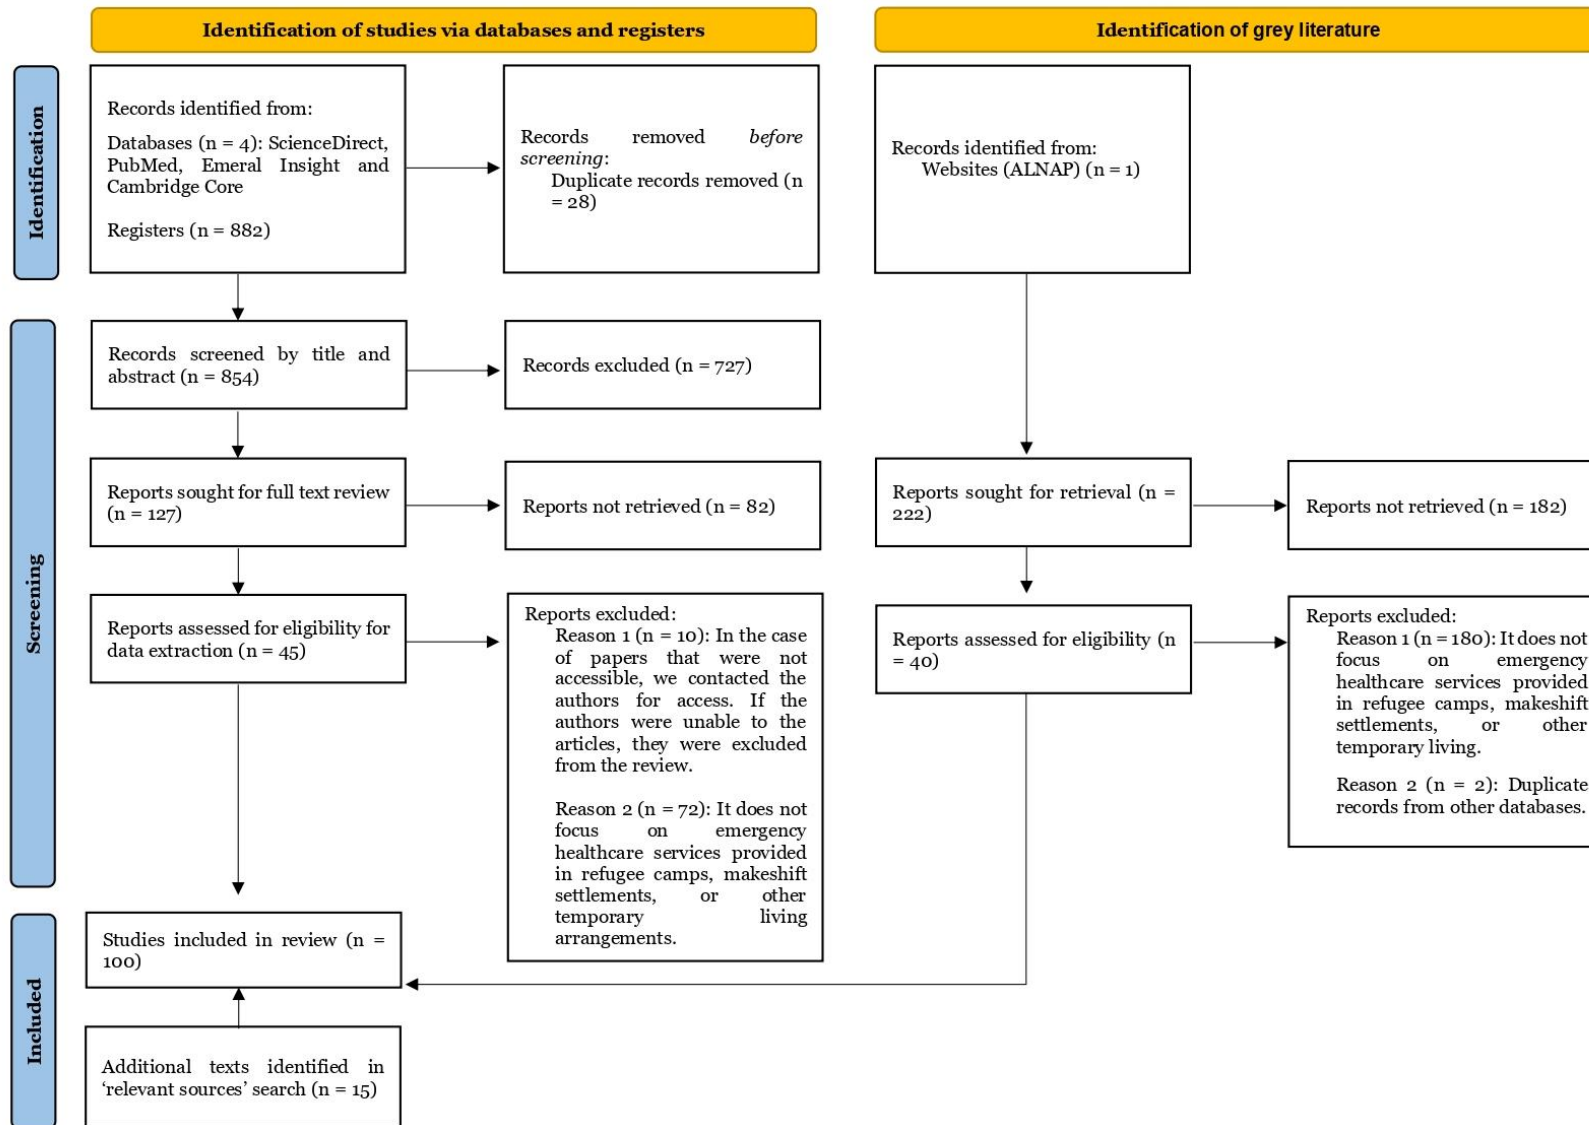 Identification of studies via databases and registers
Identification of grey literature
Identification
Records identified from:
Databases (n = 4): ScienceDirect,
PubMed, Emeral Insight and
Cambridge Core
Registers (n = 882)
Records removed before
screening:
Duplicate records removed (n
= 28)
Records identified from:
Websites (ALNAP) (n = 1)
Screening
Records screened by title and
abstract (n = 854)
Records excluded (n = 727)
Reports sought for full text review
(n = 127)
Reports not retrieved (n = 82)
Reports sought for retrieval (n =
222)
Reports not retrieved (n = 182)
Reports assessed for eligibility for
data extraction (n = 45)
Reports excluded:
Reason 1 (n = 10): In the case
of papers that were not
accessible, we contacted the
authors for access. If the
authors were unable to the
articles, they were excluded
from the review.
Reason 2 (n = 72): It does not
focus on emergency
healthcare services provided
in refugee camps, makeshift
settlements, or other
temporary living
arrangements.
Reports assessed for eligibility (n
= 40)
Reports excluded:
Reason 1 (n = 180): It does not
focus on emergency
healthcare services provided
in refugee camps, makeshift
settlements, or other
temporary living.
Reason 2 (n = 2): Duplicate
records from other databases.
Included
Studies included in review (n =
100)
Additional texts identified in
‘relevant sources’ search (n = 15)